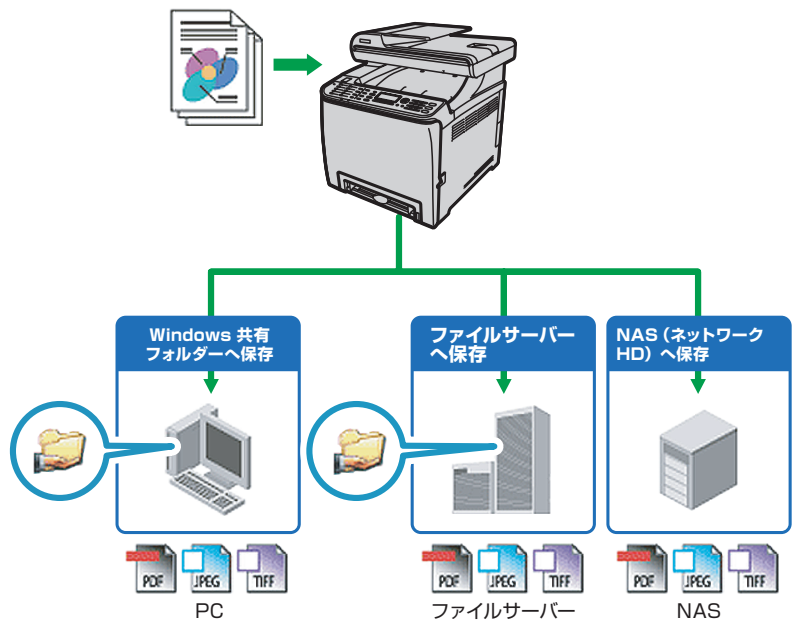 Windows 共有
フォルダーへ保存
ファイルサーバー
へ保存
NAS（ネットワーク
HD）へ保存
PDF JPEG TIFF
PDF JPEG TIFF
PDF JPEG TIFF
PC
ファイルサーバー
NAS